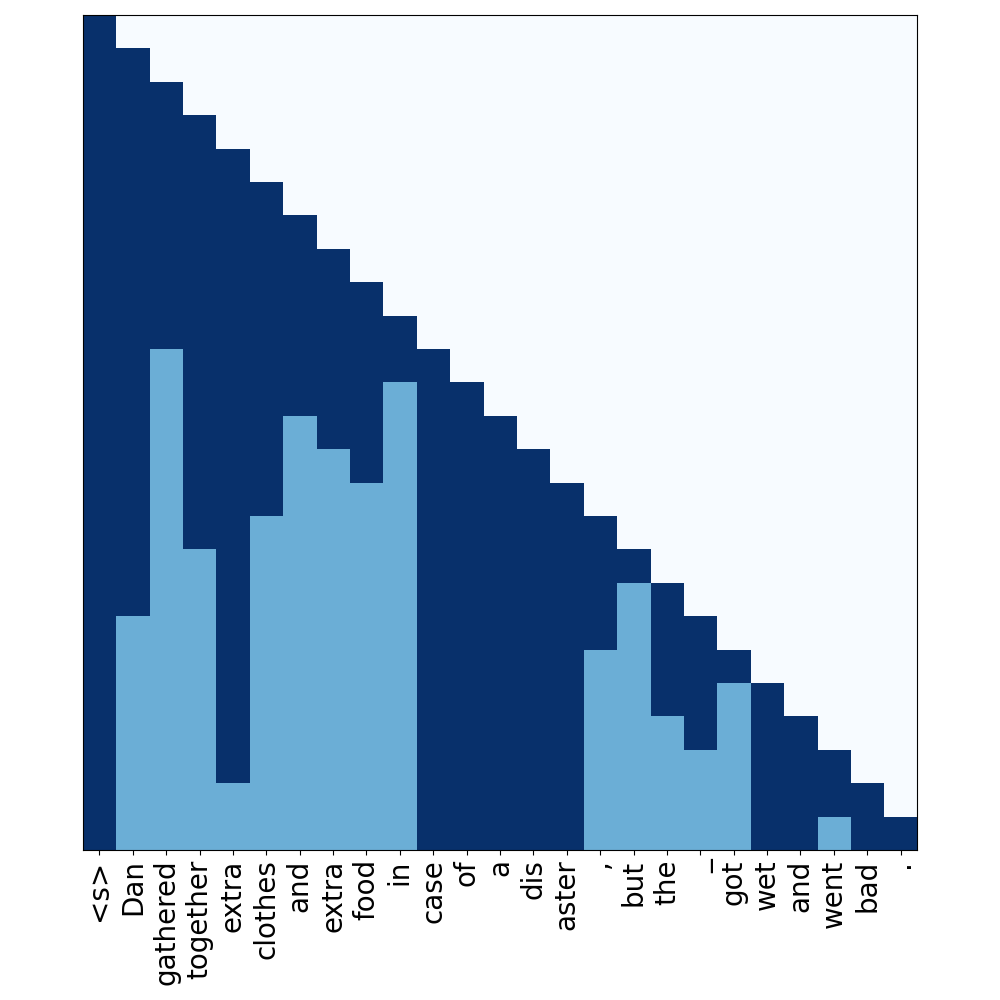 <s>
Dan
gathered
together
extra
clothes
and
extra
food
in
case
of
a
dis
aster
,
but
the
_
got
wet
and
went
bad
.